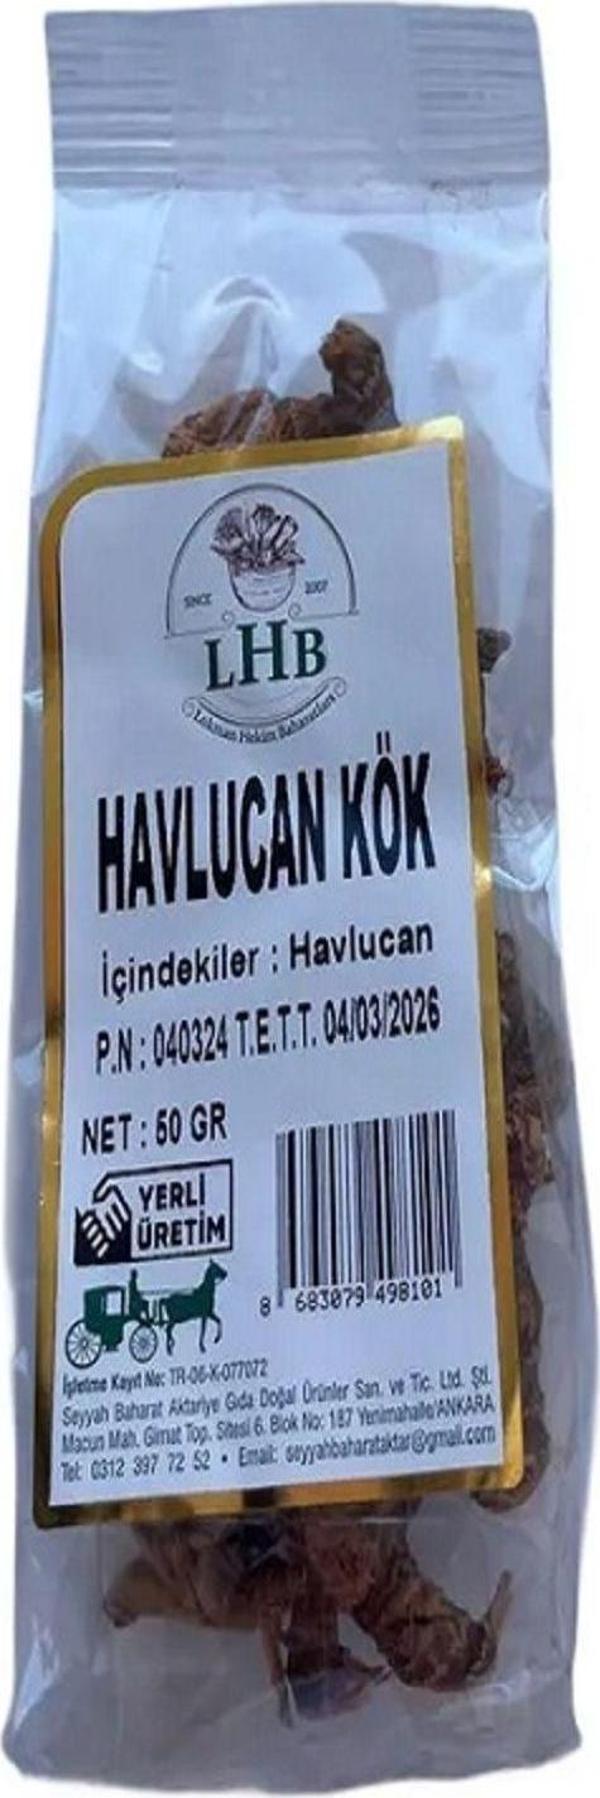 SINCE 2007
LHB
Lokman Hekim Baharatları
HAVLUCAN KÖK
İçindekiler : Havlucan
P.N : 040324 T.E.T.T. 04/03/2026
NET : 50 GR
YERLİ
ÜRETİM
8 683079 498101
İşletme Kayıt No: TR-06-K-077072
Seyyah Baharat Aktariye Gıda Doğal Ürünler San. ve Tic. Ltd. Şti.
Macun Mah. Gimat Top. Sitesi 6. Blok No: 187 Yenimahalle/ANKARA
Tel: 0312 397 72 52 • Email: seyyahbaharataktar@gmail.com